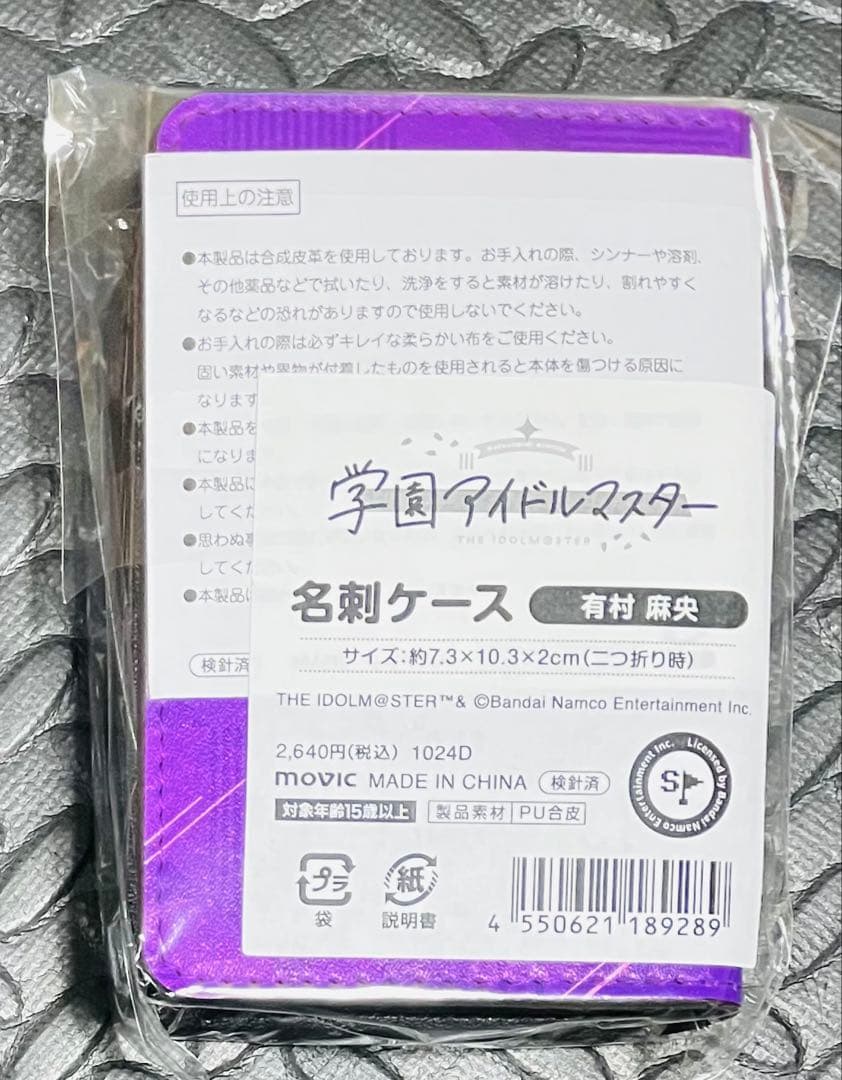 使用上の注意
●本製品は合成皮革を使用しております。お手入れの際、シンナーや溶剤、
その他薬品などで拭いたり、洗浄をすると素材が溶けたり、割れやすく
なるなどの恐れがありますので使用しないでください。
●お手入れの際は必ずキレイな柔らかい布をご使用ください。
固い素材や異物が付着したものを使用されると本体を傷つける原因に
なります
●本製品を
になりま
●本製品に
してくだ
●思わぬ
してくだ
●本製品
検針済
学園アイドルマスター
THE IDOLM@STER
名刺ケース 有村 麻央
サイズ:約7.3×10.3×2cm(二つ折り時)
THE IDOLM@STER™& ©Bandai Namco Entertainment Inc.
2,640円(税込) 1024D
movic MADE IN CHINA 検針済
対象年齢15歳以上 製品素材 PU合皮
Licensed by Bandai Namco Entertainment Inc.
プラ 紙
袋 説明書
4 550621 189289